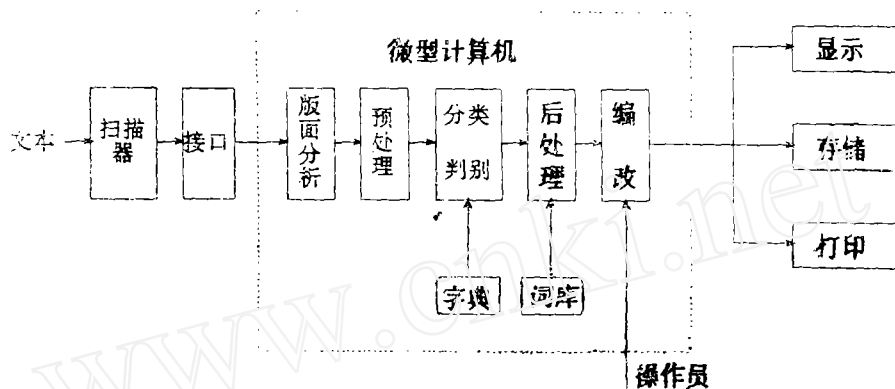 微型计算机
文本
扫描器
接口
版面分析
预处理
分类判别
后处理
编改
显示
存储
打印
字典
词库
操作员
www.cnki.net